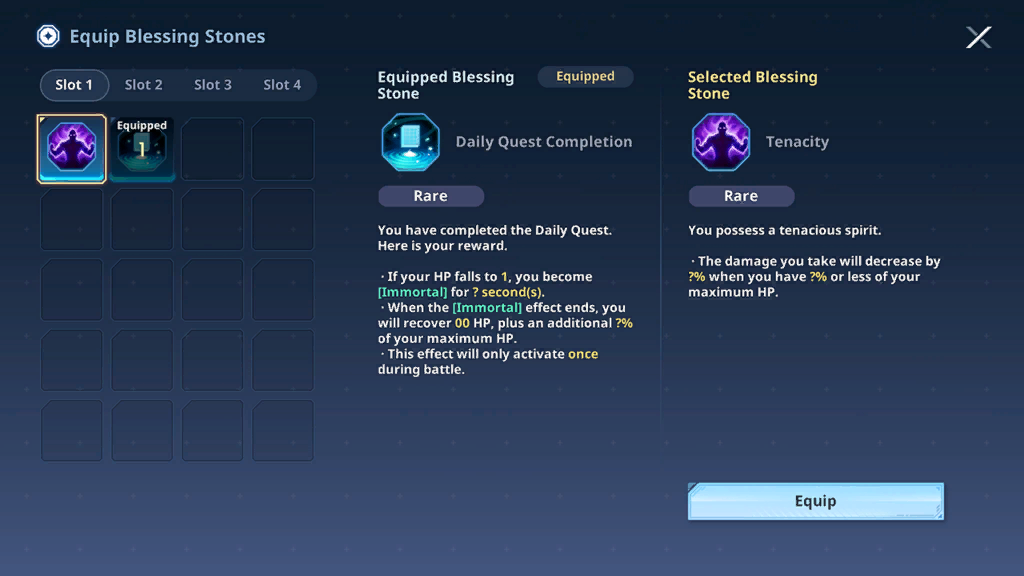 Equip Blessing Stones
Slot 1
Slot 2
Slot 3
Slot 4
Equipped
1
Equipped Blessing
Stone
Equipped
Daily Quest Completion
Rare
You have completed the Daily Quest.
Here is your reward.
· If your HP falls to 1, you become
[Immortal] for ? second(s).
· When the [Immortal] effect ends, you
will recover 00 HP, plus an additional ?%
of your maximum HP.
· This effect will only activate once
during battle.
Selected Blessing
Stone
Tenacity
Rare
You possess a tenacious spirit.
· The damage you take will decrease by
?% when you have ?% or less of your
maximum HP.
Equip